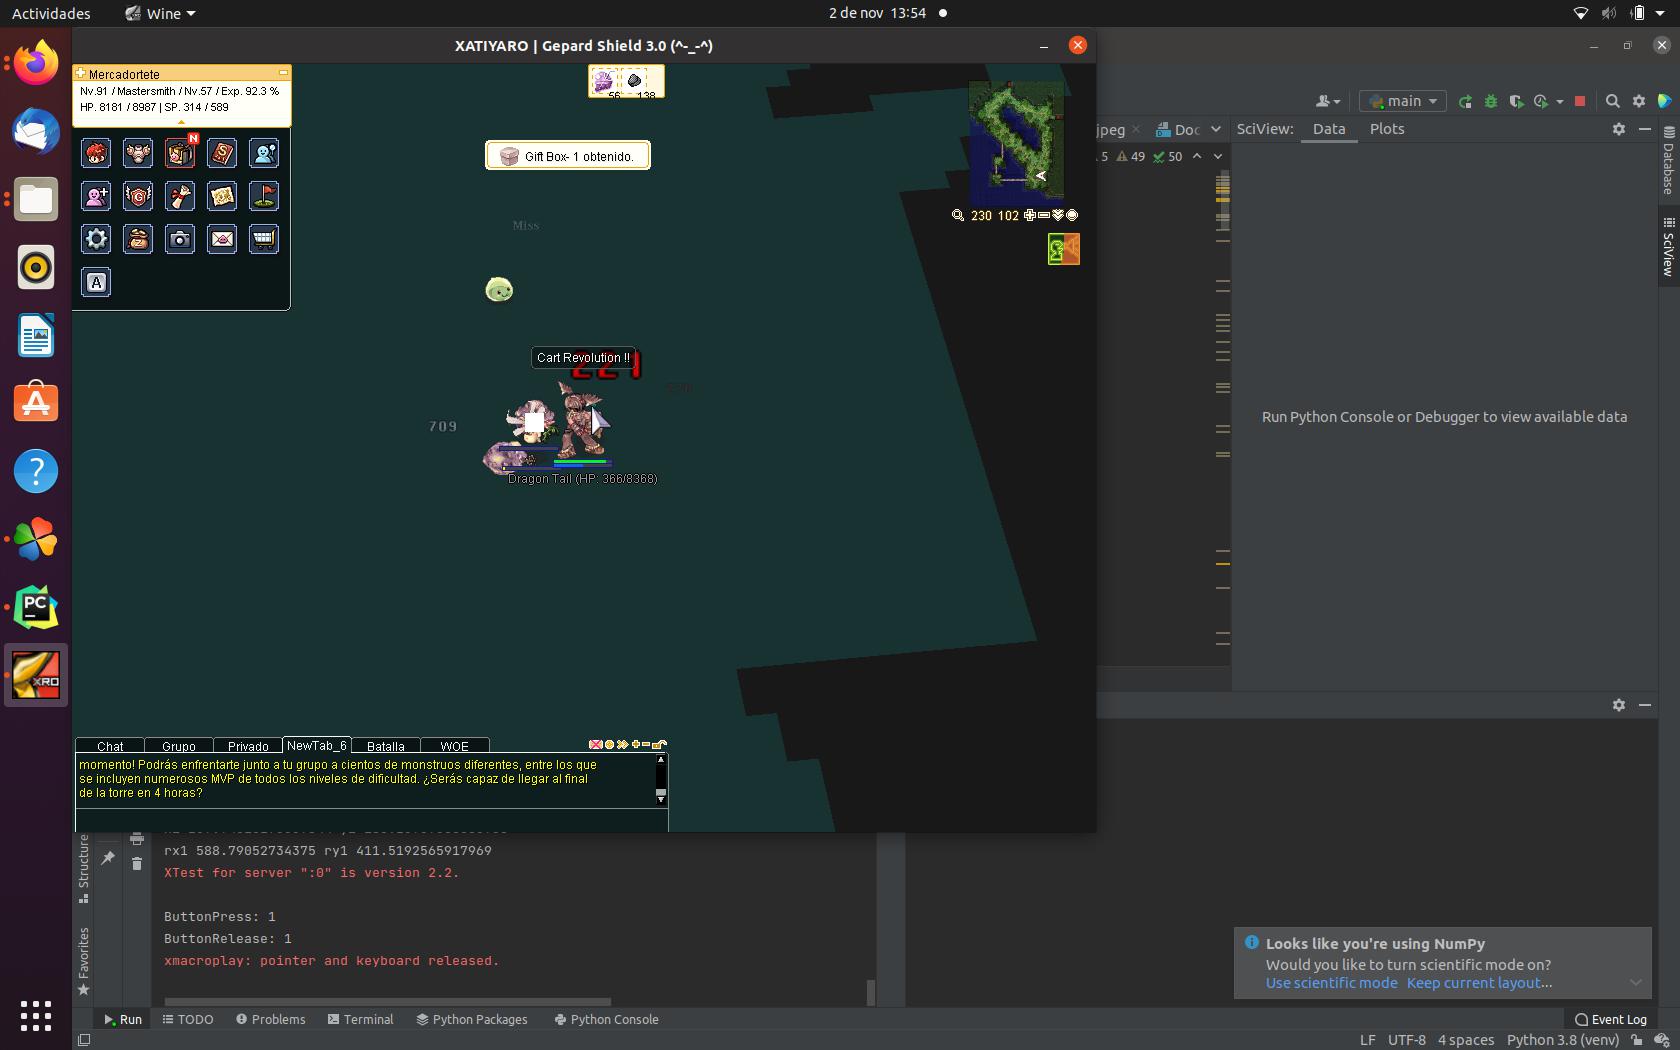 Actividades
Wine
2 de nov 13:54
XATIYARO | Gepard Shield 3.0 (^-_-^)
Mercadortete
Nv.91 / Mastersmith / Nv.57 / Exp. 92.3 %
HP. 8181 / 8987 | SP. 314 / 589
N
A
56 138
Gift Box- 1 obtenido.
Miss
230 102
Cart Revolution !!
221
709
Dragon Tail (HP: 366/8368)
Chat Grupo Privado NewTab_6 Batalla WOE
momento! Podrás enfrentarte junto a tu grupo a cientos de monstruos diferentes, entre los que
se incluyen numerosos MVP de todos los niveles de dificultad. ¿Serás capaz de llegar al final
de la torre en 4 horas?
main
jpeg Doc
SciView: Data Plots
5 49 50
Database
SciView
Run Python Console or Debugger to view available data
PC
XRO
Structure
Favorites
rx1 588.79052734375 ry1 411.5192565917969
XTest for server ":0" is version 2.2.
ButtonPress: 1
ButtonRelease: 1
xmacroplay: pointer and keyboard released.
Looks like you're using NumPy
Would you like to turn scientific mode on?
Use scientific mode Keep current layout...
Run TODO Problems Terminal Python Packages Python Console
Event Log
LF UTF-8 4 spaces Python 3.8 (venv)